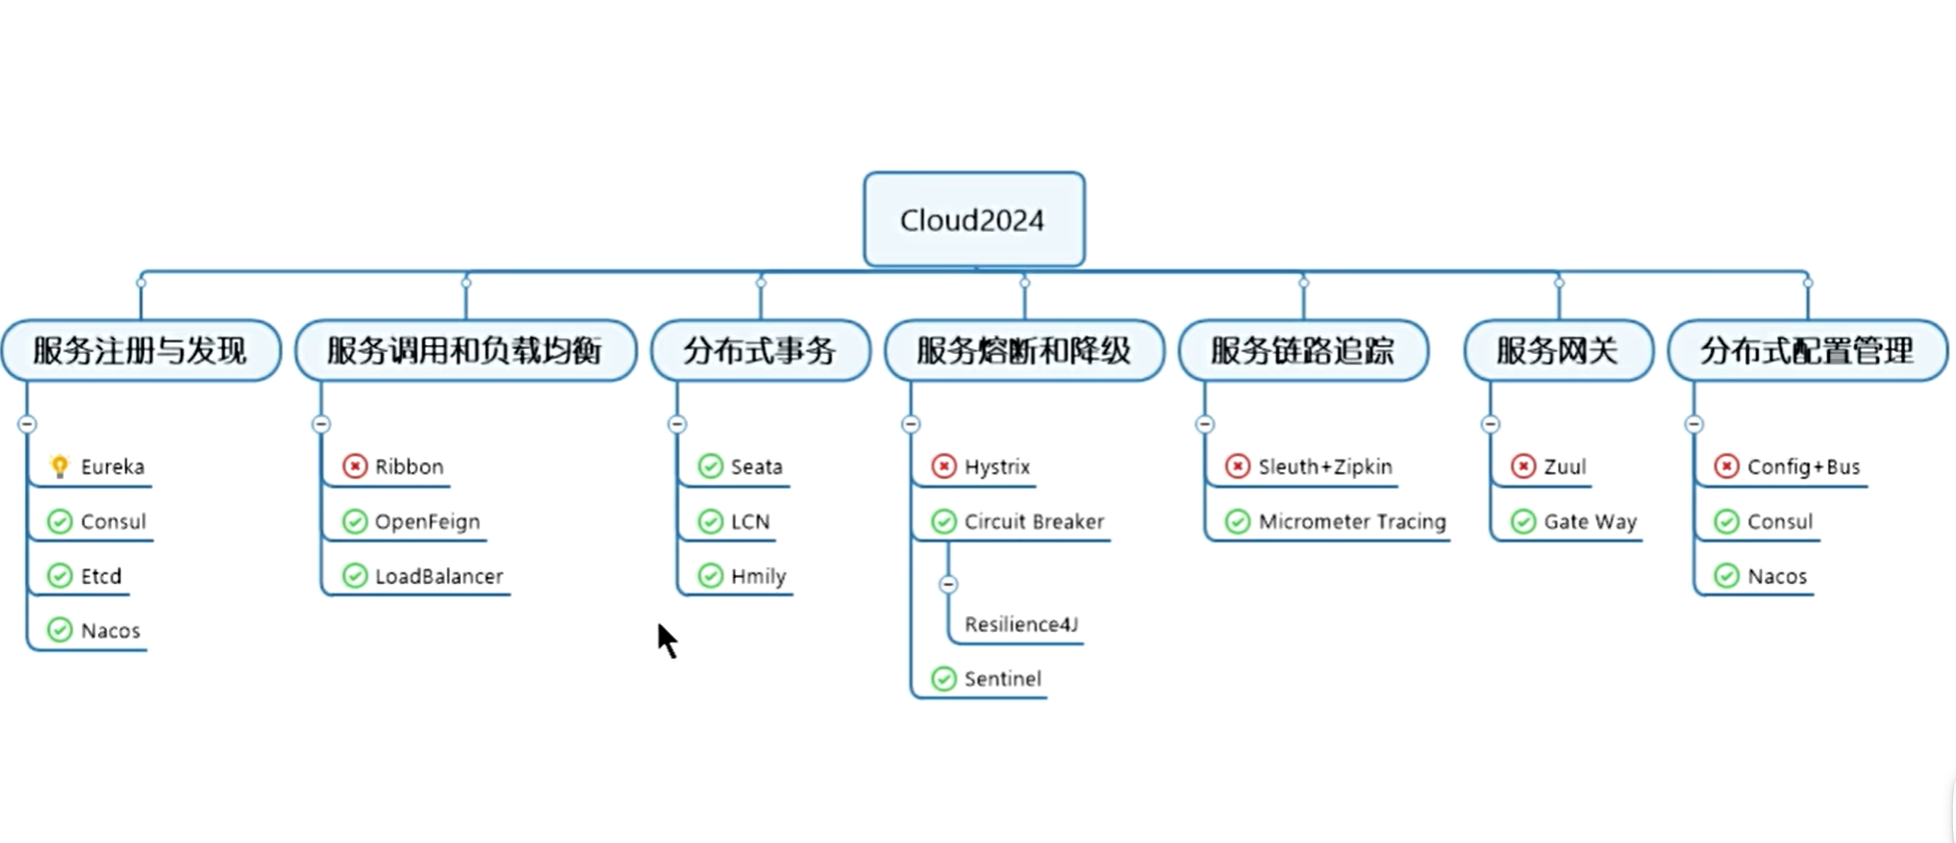 Cloud2024
服务注册与发现
Eureka
Consul
Etcd
Nacos
服务调用和负载均衡
Ribbon
OpenFeign
LoadBalancer
分布式事务
Seata
LCN
Hmily
服务熔断和降级
Hystrix
Circuit Breaker
Resilience4J
Sentinel
服务链路追踪
Sleuth+Zipkin
Micrometer Tracing
服务网关
Zuul
Gate Way
分布式配置管理
Config+Bus
Consul
Nacos